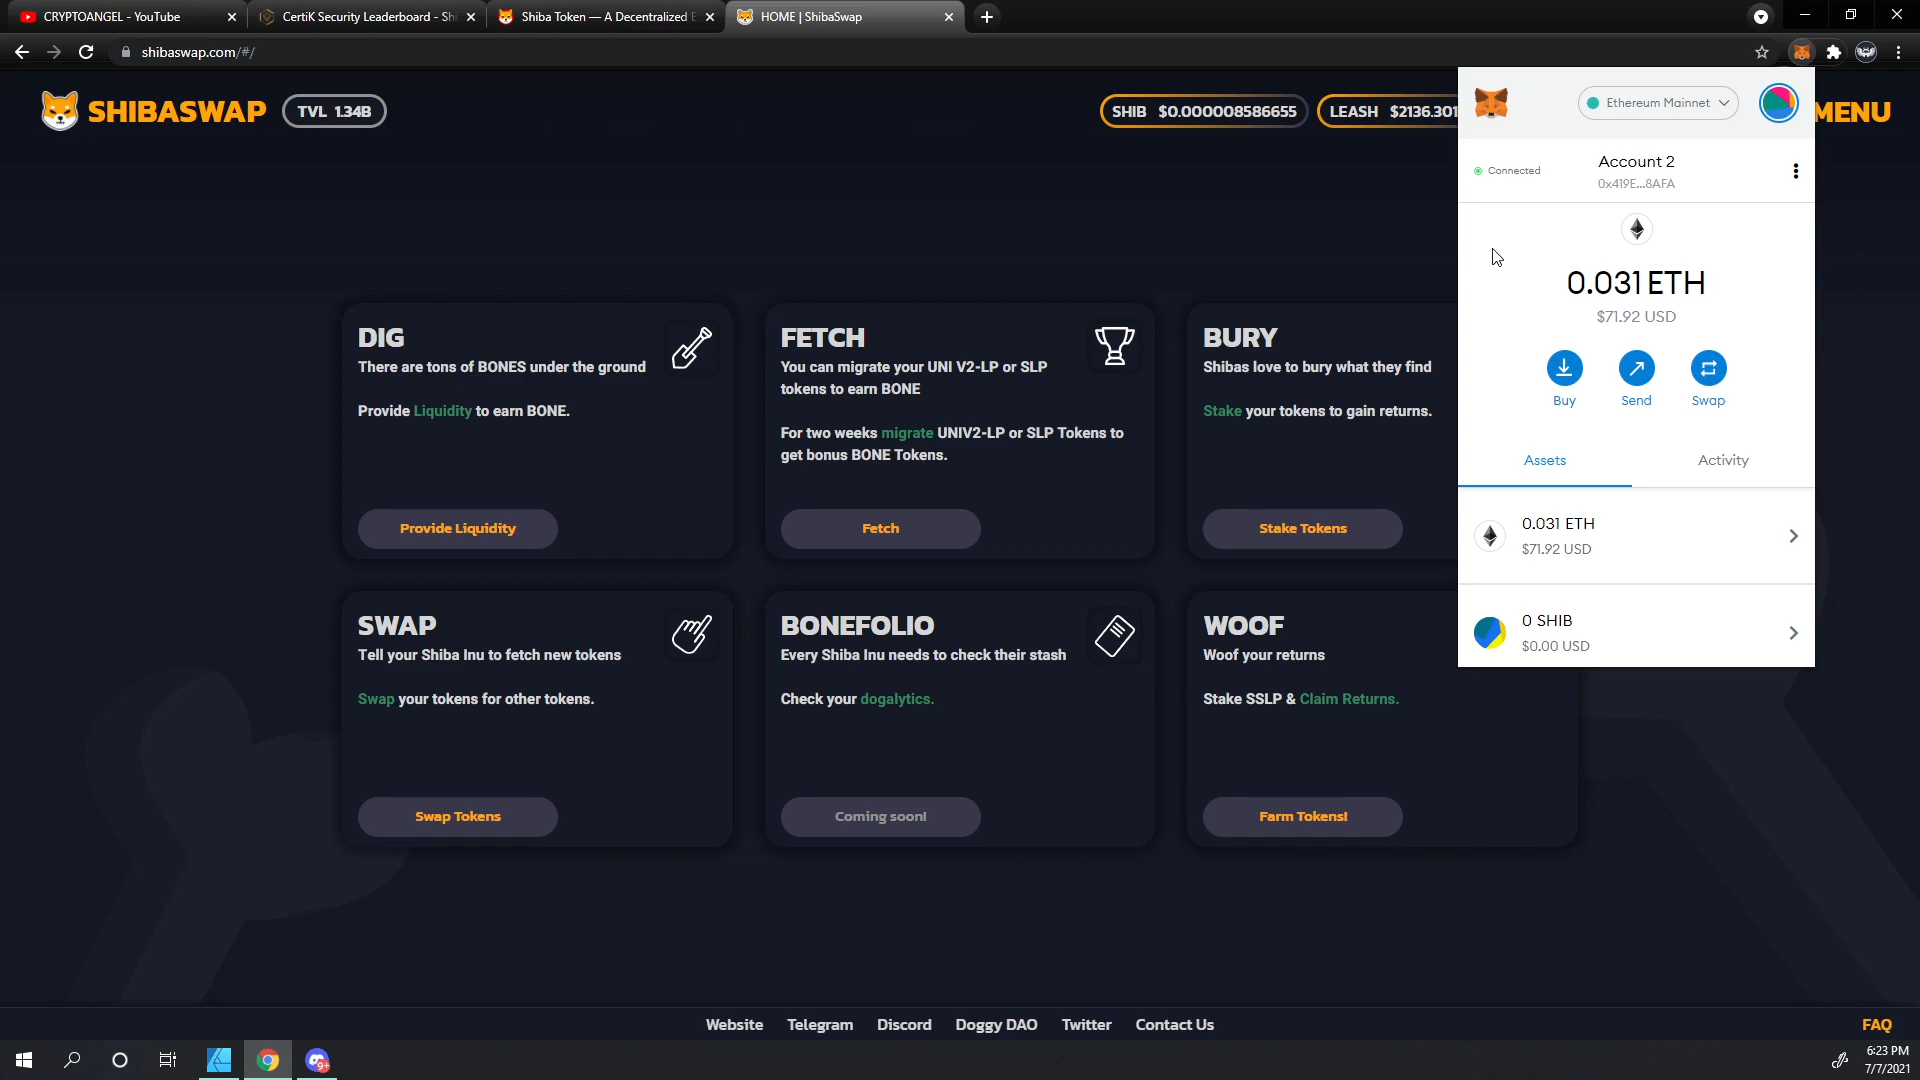 CRYPTOANGEL - YouTube
CertiK Security Leaderboard - Shi
Shiba Token — A Decentralized E
HOME | ShibaSwap
shibaswap.com/#/
SHIBASWAP
TVL 1.34B
SHIB $0.000008586655
LEASH $2136.301
MENU
Ethereum Mainnet
Connected
Account 2
0x419E...8AFA
0.031 ETH
$71.92 USD
Buy
Send
Swap
Assets
Activity
0.031 ETH
$71.92 USD
0 SHIB
$0.00 USD
DIG
There are tons of BONES under the ground
Provide Liquidity to earn BONE.
Provide Liquidity
FETCH
You can migrate your UNI V2-LP or SLP
tokens to earn BONE
For two weeks migrate UNIV2-LP or SLP Tokens to
get bonus BONE Tokens.
Fetch
BURY
Shibas love to bury what they find
Stake your tokens to gain returns.
Stake Tokens
SWAP
Tell your Shiba Inu to fetch new tokens
Swap your tokens for other tokens.
Swap Tokens
BONEFOLIO
Every Shiba Inu needs to check their stash
Check your dogalytics.
Coming soon!
WOOF
Woof your returns
Stake SSLP & Claim Returns.
Farm Tokens!
Website
Telegram
Discord
Doggy DAO
Twitter
Contact Us
FAQ
9+
6:23 PM
7/7/2021